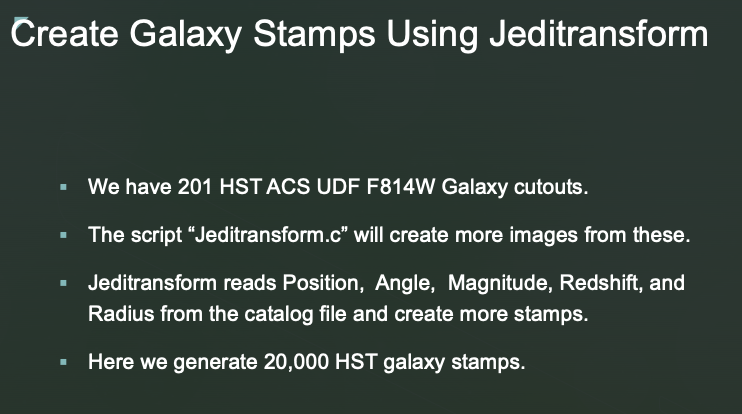 Create Galaxy Stamps Using Jeditransform
We have 201 HST ACS UDF F814W Galaxy cutouts.
The script “Jeditransform.c” will create more images from these.
Jeditransform reads Position, Angle, Magnitude, Redshift, and
Radius from the catalog file and create more stamps.
Here we generate 20,000 HST galaxy stamps.